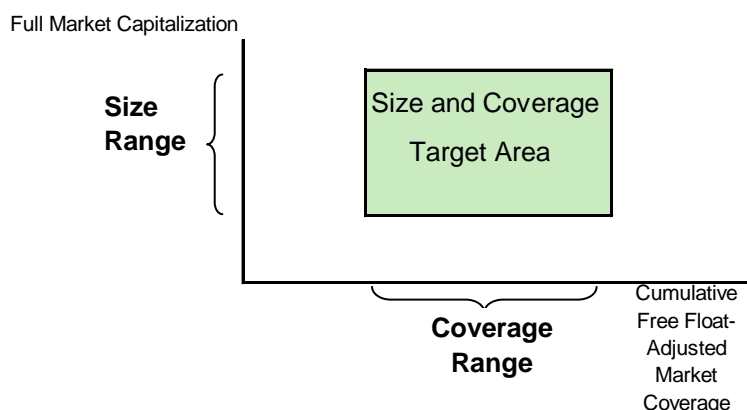 Full Market Capitalization
Size
Range
Size and Coverage
Target Area
Coverage
Range
Cumulative
Free Float-
Adjusted
Market
Coverage